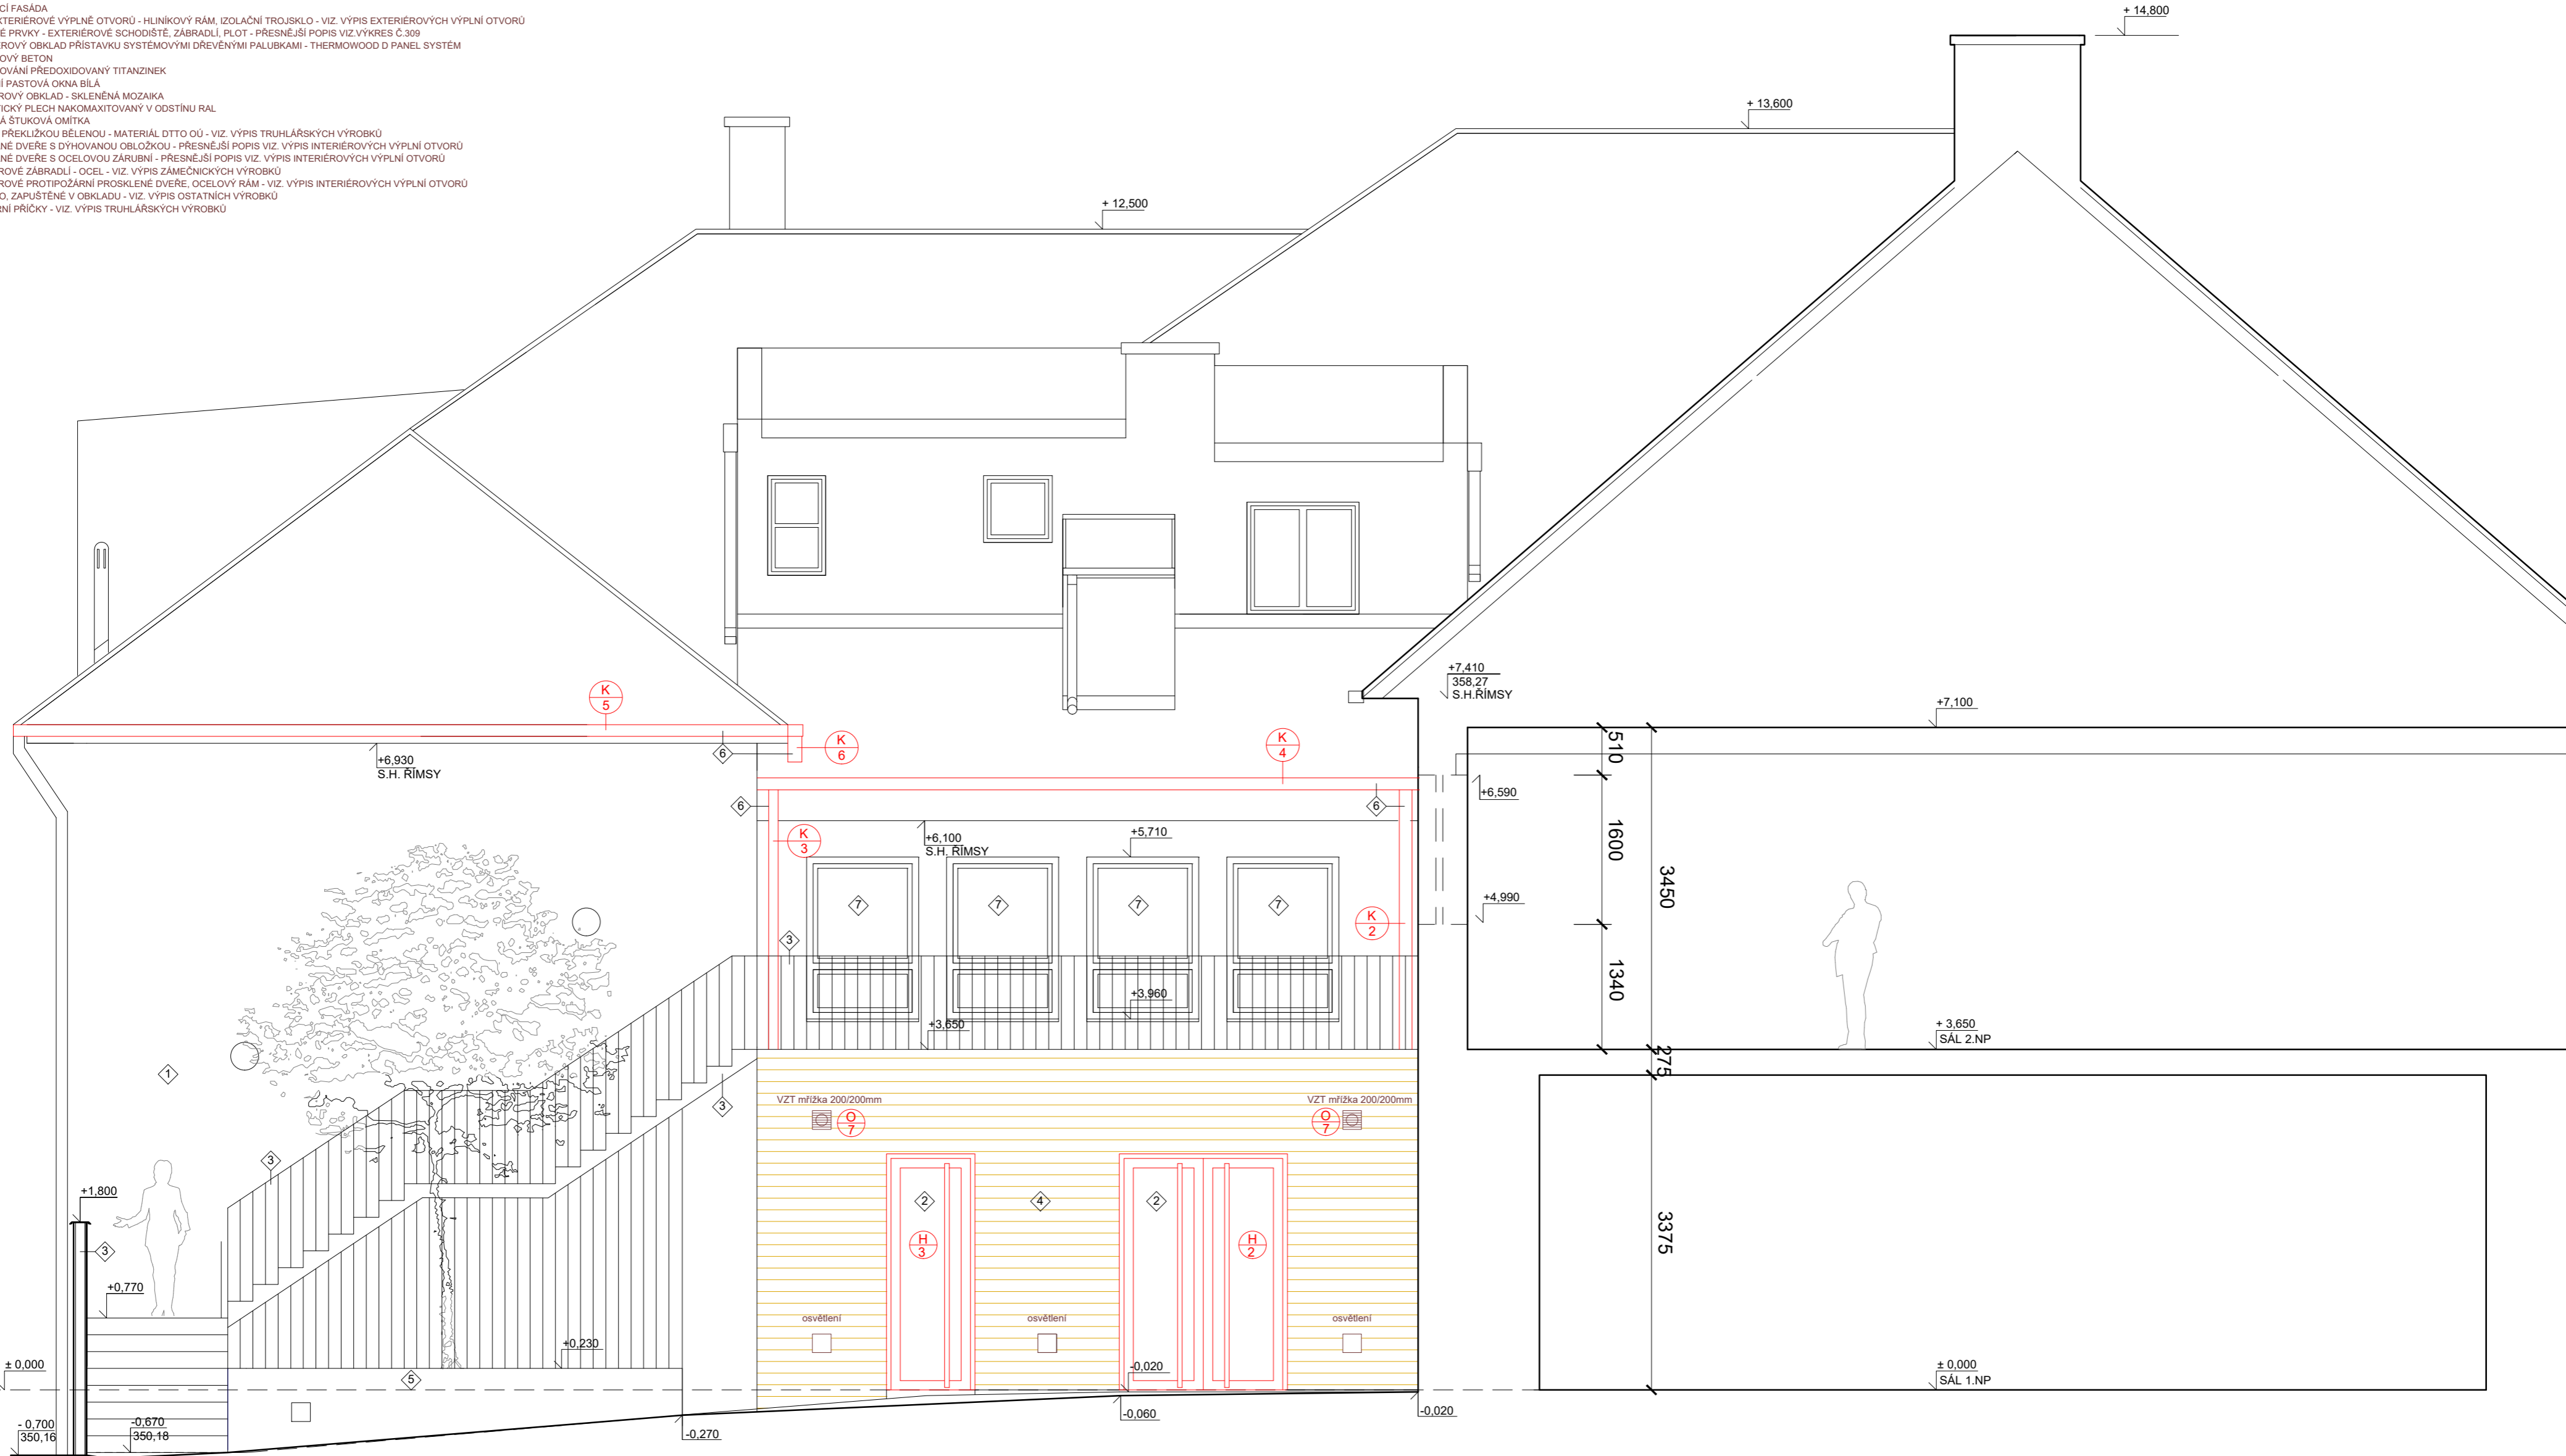 CÍ FASÁDA
XTERIÉROVÉ VÝPLNĚ OTVORŮ - HLINÍKOVÝ RÁM, IZOLAČNÍ TROJSKLO - VIZ. VÝPIS EXTERIÉROVÝCH VÝPLNÍ OTVORŮ
É PRVKY - EXTERIÉROVÉ SCHODIŠTĚ, ZÁBRADLÍ, PLOT - PŘESNĚJŠÍ POPIS VIZ.VÝKRES Č.309
ÉROVÝ OBKLAD PŘÍSTAVKU SYSTÉMOVÝMI DŘEVĚNÝMI PALUBKAMI - THERMOWOOD D PANEL SYSTÉM
OVÝ BETON
OVÁNÍ PŘEDOXIDOVANÝ TITANZINEK
Í PASTOVÁ OKNA BÍLÁ
ROVÝ OBKLAD - SKLENĚNÁ MOZAIKA
TICKÝ PLECH NAKOMAXITOVANÝ V ODSTÍNU RAL
Á ŠTUKOVÁ OMÍTKA
PŘEKLIŽKOU BĚLENOU - MATERIÁL DTTO OÚ - VIZ. VÝPIS TRUHLÁŘSKÝCH VÝROBKŮ
NÉ DVEŘE S DÝHOVANOU OBLOŽKOU - PŘESNĚJŠÍ POPIS VIZ. VÝPIS INTERIÉROVÝCH VÝPLNÍ OTVORŮ
NÉ DVEŘE S OCELOVOU ZÁRUBNÍ - PŘESNĚJŠÍ POPIS VIZ. VÝPIS INTERIÉROVÝCH VÝPLNÍ OTVORŮ
ROVÉ ZÁBRADLÍ - OCEL - VIZ. VÝPIS ZÁMEČNICKÝCH VÝROBKŮ
ROVÉ PROTIPOŽÁRNÍ PROSKLENÉ DVEŘE, OCELOVÝ RÁM - VIZ. VÝPIS INTERIÉROVÝCH VÝPLNÍ OTVORŮ
O, ZAPUŠTĚNÉ V OBKLADU - VIZ. VÝPIS OSTATNÍCH VÝROBKŮ
RNÍ PŘÍČKY - VIZ. VÝPIS TRUHLÁŘSKÝCH VÝROBKŮ
+ 14,800
+ 13,600
+ 12,500
+7,410
358,27
S.H.ŘÍMSY
K
5
+7,100
K
6
K
4
6
510
+6,930
S.H. ŘÍMSY
+6,590
6
6
K
3
+6,100
S.H. ŘÍMSY
+5,710
1600
3450
7
7
7
7
+4,990
K
2
3
1340
+3,960
+3,650
+ 3,650
SÁL 2.NP
275
1
3
VZT mřížka 200/200mm
VZT mřížka 200/200mm
O
7
O
7
3
+1,800
2
4
2
3375
3
H
3
H
2
+0,770
osvětlení
osvětlení
osvětlení
+0,230
± 0,000
-0,020
± 0,000
SÁL 1.NP
5
-0,060
-0,020
- 0,700
350,16
-0,670
350,18
-0,270